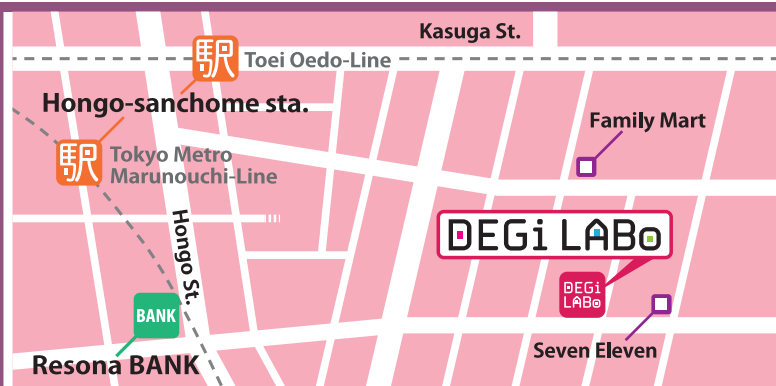 Kasuga St.
駅
Toei Oedo-Line
Hongo-sanchome sta.
Family Mart
駅
Tokyo Metro
Marunouchi-Line
Hongo St.
DEGi LABo
DEGi
LABo
BANK
Seven Eleven
Resona BANK